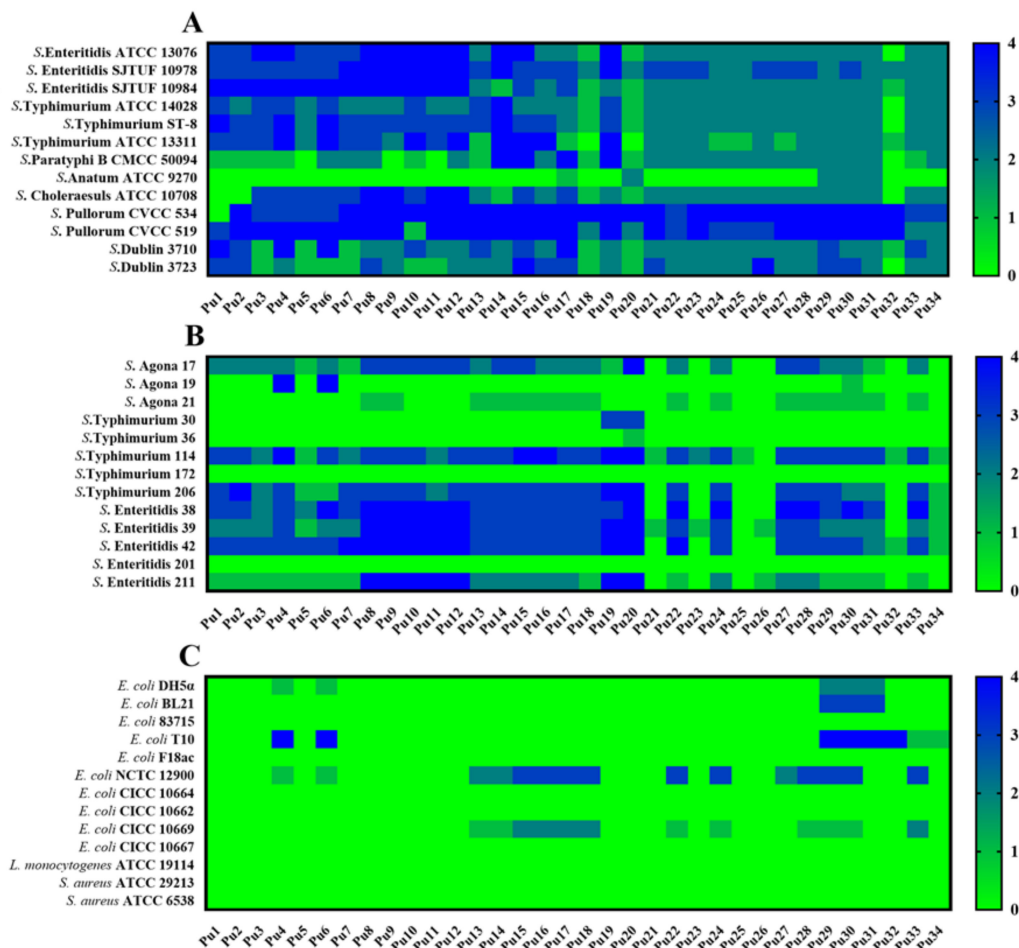 A
S.Enteritidis ATCC 13076
S. Enteritidis SJTUF 10978
S. Enteritidis SJTUF 10984
S.Typhimurium ATCC 14028
S.Typhimurium ST-8
S.Typhimurium ATCC 13311
S.Paratyphi B CMCC 50094
S.Anatum ATCC 9270
S. Choleraesuls ATCC 10708
S. Pullorum CVCC 534
S. Pullorum CVCC 519
S.Dublin 3710
S.Dublin 3723
4
3
2
1
0
Pu1 Pu2 Pu3 Pu4 Pu5 Pu6 Pu7 Pu8 Pu9 Pu10 Pu11 Pu12 Pu13 Pu14 Pu15 Pu16 Pu17 Pu18 Pu19 Pu20 Pu21 Pu22 Pu23 Pu24 Pu25 Pu26 Pu27 Pu28 Pu29 Pu30 Pu31 Pu32 Pu33 Pu34
B
S. Agona 17
S. Agona 19
S. Agona 21
S.Typhimurium 30
S.Typhimurium 36
S.Typhimurium 114
S.Typhimurium 172
S.Typhimurium 206
S. Enteritidis 38
S. Enteritidis 39
S. Enteritidis 42
S. Enteritidis 201
S. Enteritidis 211
4
3
2
1
0
Pu1 Pu2 Pu3 Pu4 Pu5 Pu6 Pu7 Pu8 Pu9 Pu10 Pu11 Pu12 Pu13 Pu14 Pu15 Pu16 Pu17 Pu18 Pu19 Pu20 Pu21 Pu22 Pu23 Pu24 Pu25 Pu26 Pu27 Pu28 Pu29 Pu30 Pu31 Pu32 Pu33 Pu34
C
E. coli DH5α
E. coli BL21
E. coli 83715
E. coli T10
E. coli F18ac
E. coli NCTC 12900
E. coli CICC 10664
E. coli CICC 10662
E. coli CICC 10669
E. coli CICC 10667
L. monocytogenes ATCC 19114
S. aureus ATCC 29213
S. aureus ATCC 6538
4
3
2
1
0
Pu1 Pu2 Pu3 Pu4 Pu5 Pu6 Pu7 Pu8 Pu9 Pu10 Pu11 Pu12 Pu13 Pu14 Pu15 Pu16 Pu17 Pu18 Pu19 Pu20 Pu21 Pu22 Pu23 Pu24 Pu25 Pu26 Pu27 Pu28 Pu29 Pu30 Pu31 Pu32 Pu33 Pu34